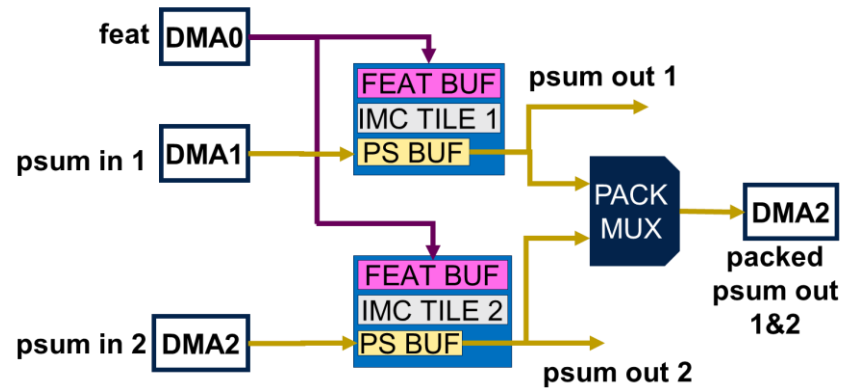 feat
DMA0
FEAT BUF
IMC TILE 1
PS BUF
psum out 1
psum in 1
DMA1
PACK
MUX
DMA2
packed
psum out
1&2
FEAT BUF
IMC TILE 2
PS BUF
psum in 2
DMA2
psum out 2